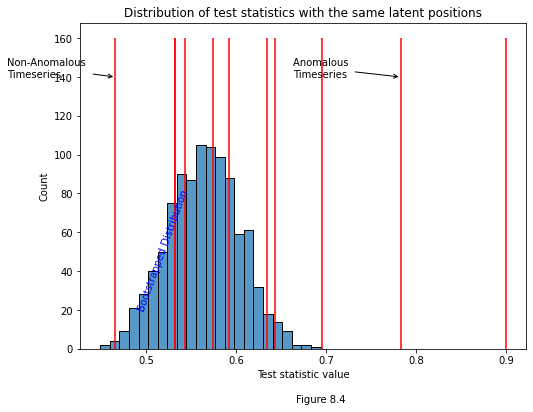 Distribution of test statistics with the same latent positions
160
Non-Anomalous
Timeseries
Anomalous
Timeseries
140
120
100
80
60
40
20
0
Count
Bootstrapped Distribution
0.5 0.6 0.7 0.8 0.9
Test statistic value
Figure 8.4